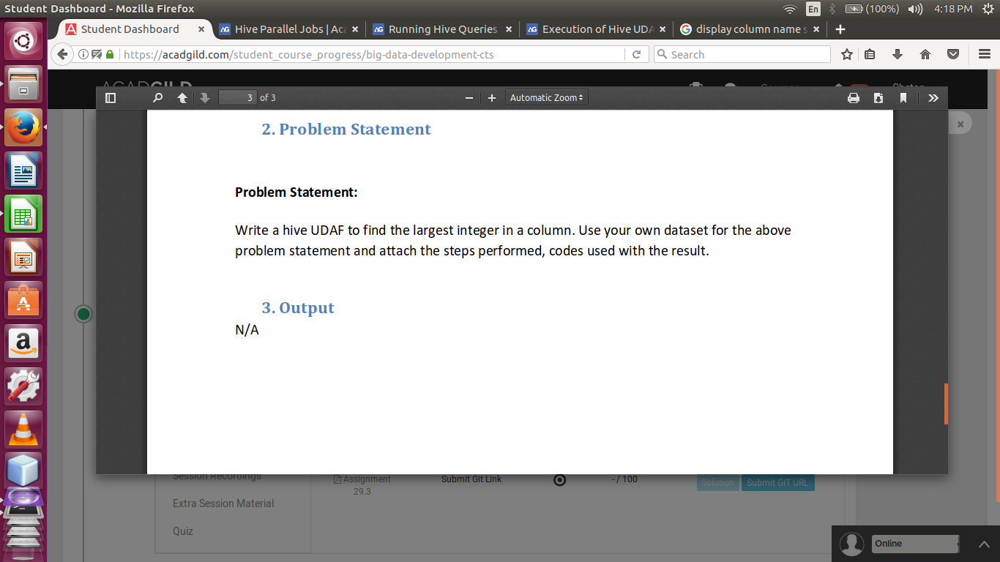 Student Dashboard - Mozilla Firefox
En (100%) 4:18 PM
Student Dashboard × Hive Parallel Jobs | Aca × Running Hive Queries × Execution of Hive UDA × display column name s × +
https://acadgild.com/student_course_progress/big-data-development-cts Search
ACADGILD
3 of 3 Automatic Zoom
2. Problem Statement
Problem Statement:
Write a hive UDAF to find the largest integer in a column. Use your own dataset for the above
problem statement and attach the steps performed, codes used with the result.
3. Output
N/A
Session Recordings
Assignment
29.3
Submit Git Link - / 100 Solution Submit GIT URL
Extra Session Material
Quiz
Online